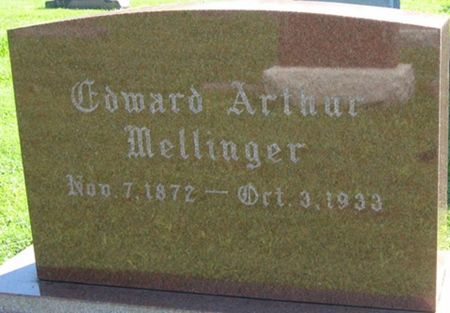 Edward Arthur
Mellinger
Nov. 7, 1872 — Oct. 3, 1933